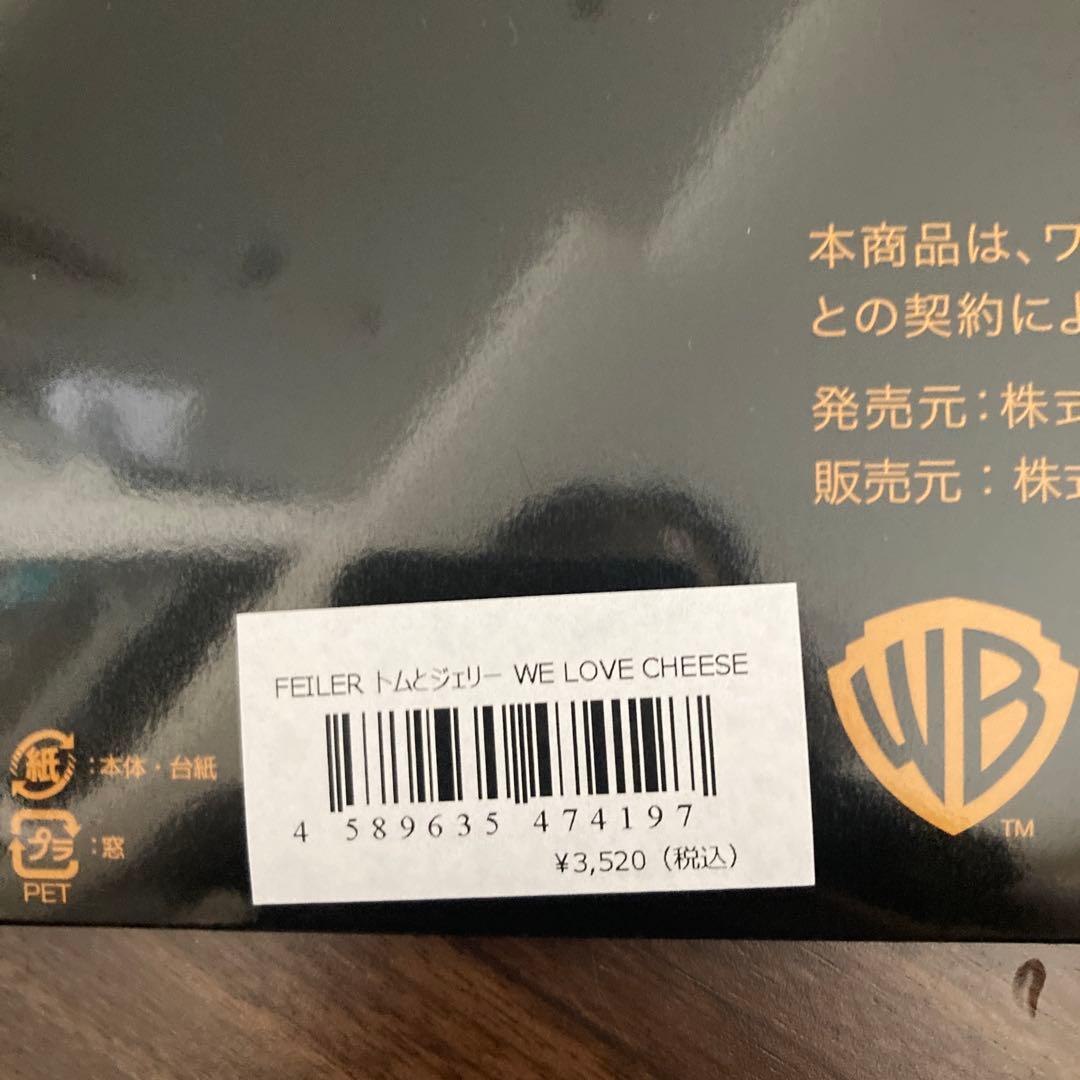 本商品は、ワ
との契約によ
発売元：株式
販売元：株式
FEILER トムとジェリー WE LOVE CHEESE
4 589635 474197
¥3,520（税込）
紙：本体・台紙
プラ：窓
PET
WB
TM